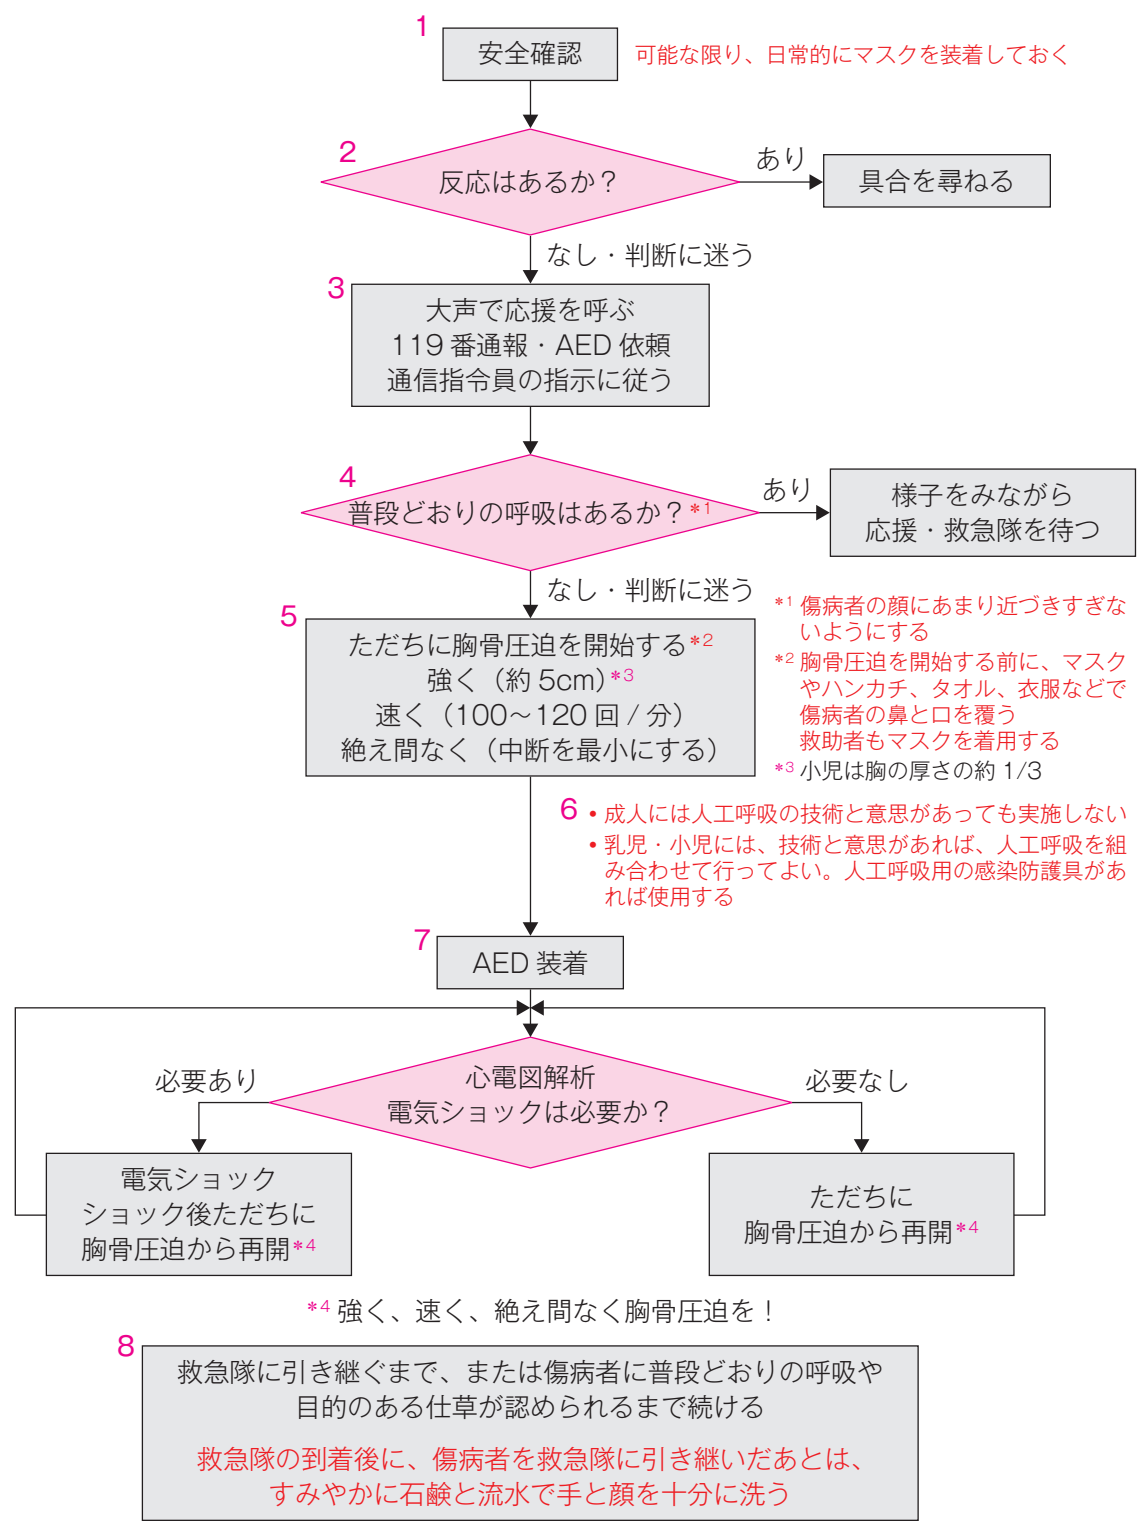 1
安全確認
可能な限り、日常的にマスクを装着しておく
2
反応はあるか？
あり
具合を尋ねる
なし・判断に迷う
3
大声で応援を呼ぶ
119番通報・AED依頼
通信指令員の指示に従う
4
普段どおりの呼吸はあるか？*1
あり
様子をみながら
応援・救急隊を待つ
なし・判断に迷う
5
ただちに胸骨圧迫を開始する*2
強く（約5cm）*3
速く（100～120回/分）
絶え間なく（中断を最小にする）
*1 傷病者の顔にあまり近づきすぎな
いようにする
*2 胸骨圧迫を開始する前に、マスク
やハンカチ、タオル、衣服などで
傷病者の鼻と口を覆う
救助者もマスクを着用する
*3 小児は胸の厚さの約1/3
6
• 成人には人工呼吸の技術と意思があっても実施しない
• 乳児・小児には、技術と意思があれば、人工呼吸を組
み合わせて行ってよい。人工呼吸用の感染防護具があ
れば使用する
7
AED装着
心電図解析
電気ショックは必要か？
必要あり
必要なし
電気ショック
ショック後ただちに
胸骨圧迫から再開*4
ただちに
胸骨圧迫から再開*4
*4 強く、速く、絶え間なく胸骨圧迫を！
8
救急隊に引き継ぐまで、または傷病者に普段どおりの呼吸や
目的のある仕草が認められるまで続ける
救急隊の到着後に、傷病者を救急隊に引き継いだあとは、
すみやかに石鹸と流水で手と顔を十分に洗う